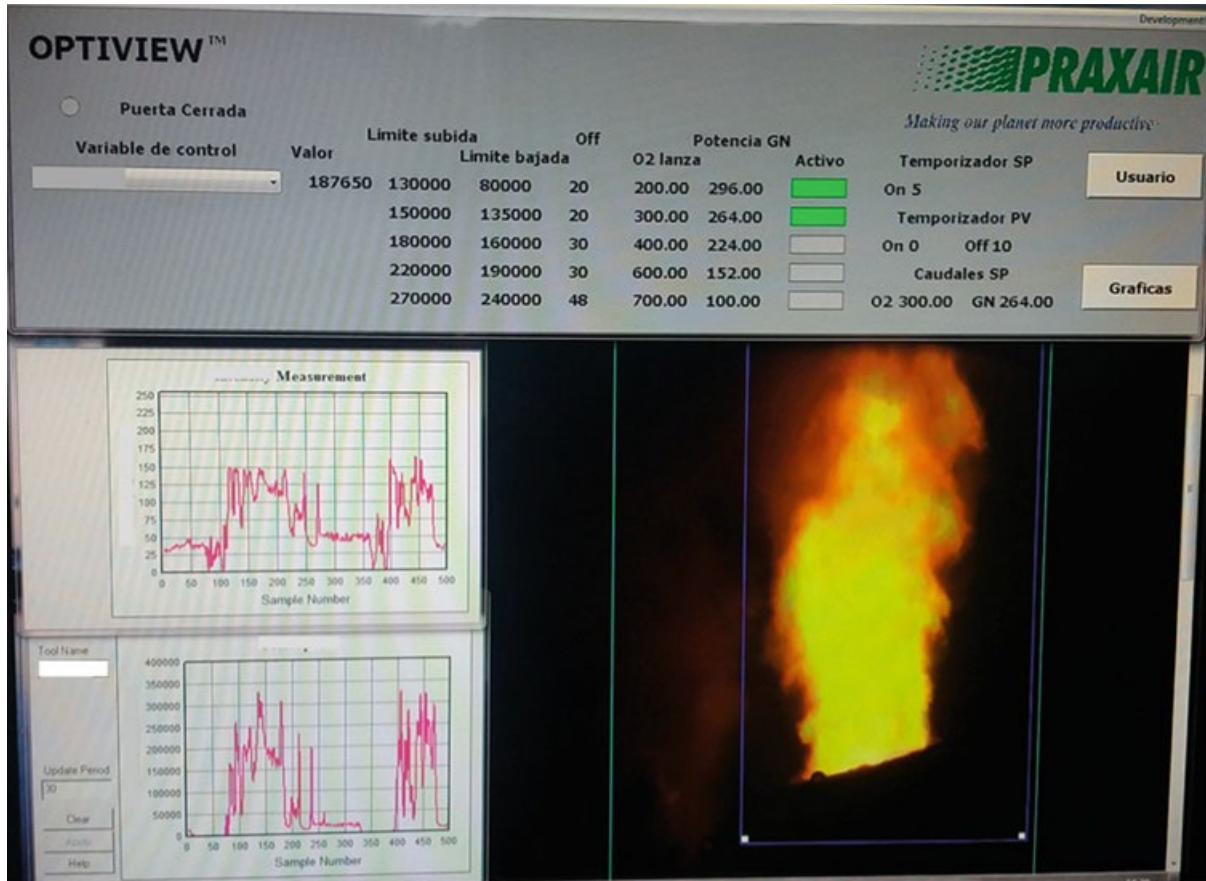 Development
OPTIVIEW™
PRAXAIR
Making our planet more productive
Puerta Cerrada
Variable de control
Valor
Limite subida
Limite bajada
Off
Potencia GN
O2 lanza
Activo
Temporizador SP
Usuario
187650 130000 80000 20 200.00 296.00
On 5
150000 135000 20 300.00 264.00
Temporizador PV
180000 160000 30 400.00 224.00
On 0 Off 10
220000 190000 30 600.00 152.00
Caudales SP
270000 240000 48 700.00 100.00
O2 300.00 GN 264.00
Graficas
Measurement
250
225
200
175
150
125
100
75
50
25
0
0 50 100 150 200 250 300 350 400 450 500
Sample Number
Tool Name
400000
350000
300000
250000
200000
150000
100000
50000
0
0 50 100 150 200 250 300 350 400 450 500
Sample Number
Update Period
30
Clear
Apply
Help